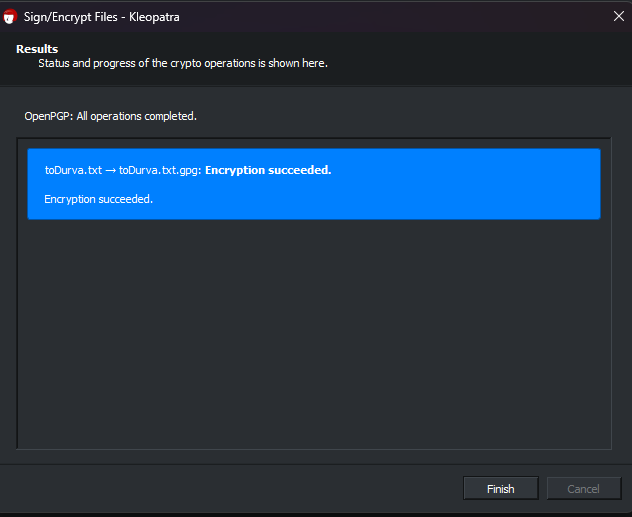 Sign/Encrypt Files - Kleopatra
Results
Status and progress of the crypto operations is shown here.
OpenPGP: All operations completed.
toDurva.txt → toDurva.txt.gpg: Encryption succeeded.
Encryption succeeded.
Finish
Cancel